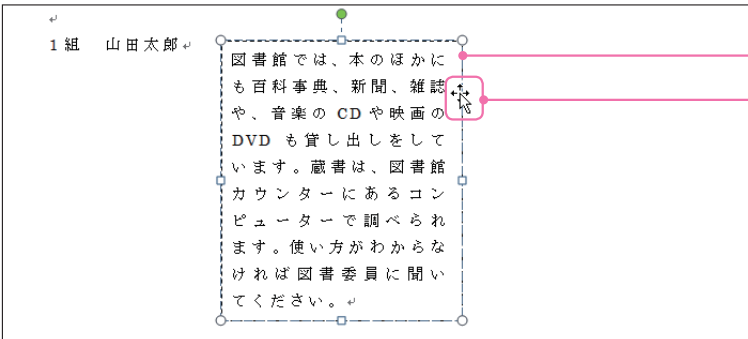 1組　山田太郎
図書館では、本のほかに
も百科事典、新聞、雑誌
や、音楽の CD や映画の
DVD も貸し出しをして
います。蔵書は、図書館
カウンターにあるコン
ピューターで調べられ
ます。使い方がわからな
ければ図書委員に聞い
てください。